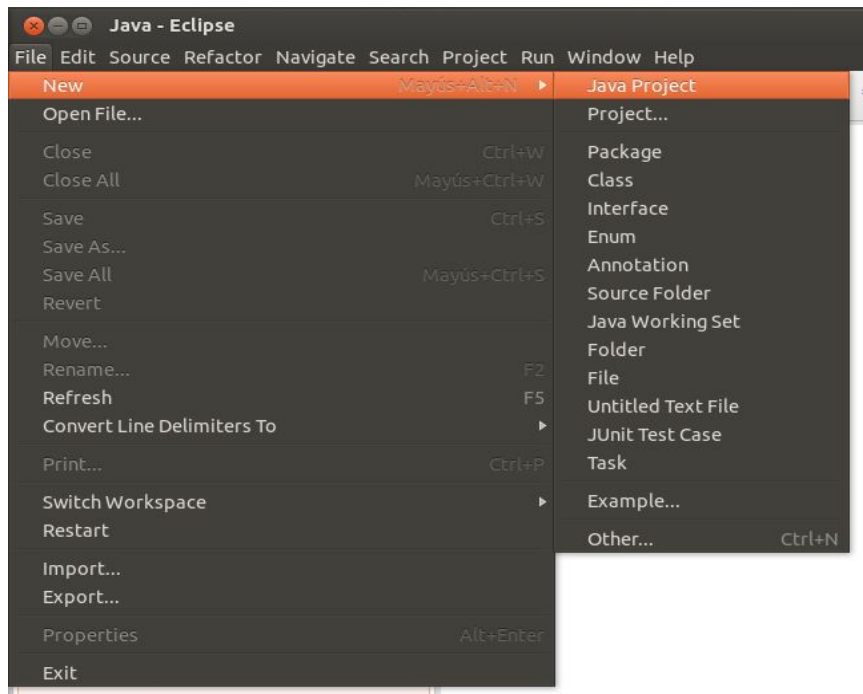 Java - Eclipse
File Edit Source Refactor Navigate Search Project Run Window Help
New Mayús+Alt+N
Open File...
Close Ctrl+W
Close All Mayús+Ctrl+W
Save Ctrl+S
Save As...
Save All Mayús+Ctrl+S
Revert
Move...
Rename... F2
Refresh F5
Convert Line Delimiters To
Print... Ctrl+P
Switch Workspace
Restart
Import...
Export...
Properties Alt+Enter
Exit
Java Project
Project...
Package
Class
Interface
Enum
Annotation
Source Folder
Java Working Set
Folder
File
Untitled Text File
JUnit Test Case
Task
Example...
Other... Ctrl+N